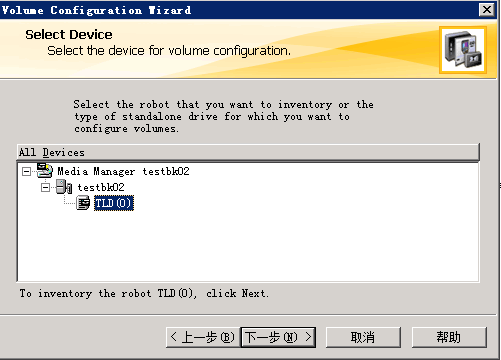 Volume Configuration Wizard
Select Device
Select the device for volume configuration.
Select the robot that you want to inventory or the
type of standalone drive for which you want to
configure volumes.
All Devices
Media Manager testbk02
testbk02
TLD(0)
To inventory the robot TLD(0), click Next.
< 上一步(B) 下一步(N) > 取消 帮助